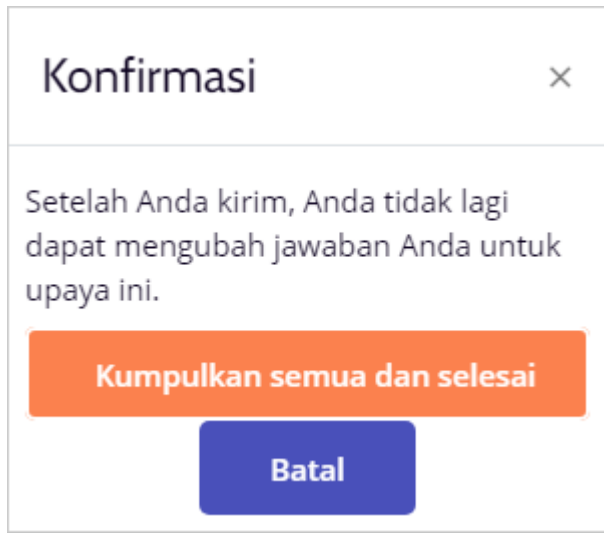 Konfirmasi ×
Setelah Anda kirim, Anda tidak lagi
dapat mengubah jawaban Anda untuk
upaya ini.
Kumpulkan semua dan selesai
Batal